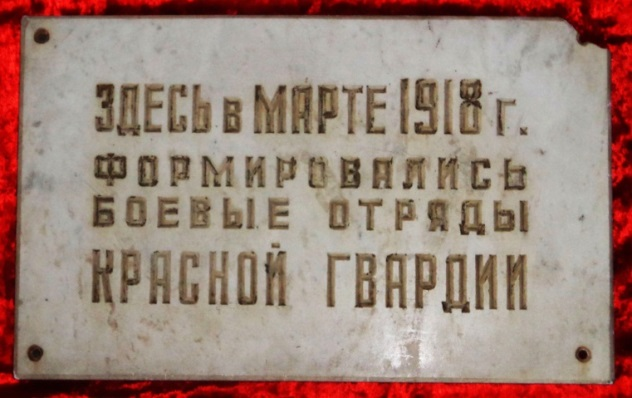 ЗДЕСЬ В МАРТЕ 1918 Г.
ФОРМИРОВАЛИСЬ
БОЕВЫЕ ОТРЯДЫ
КРАСНОЙ ГВАРДИИ